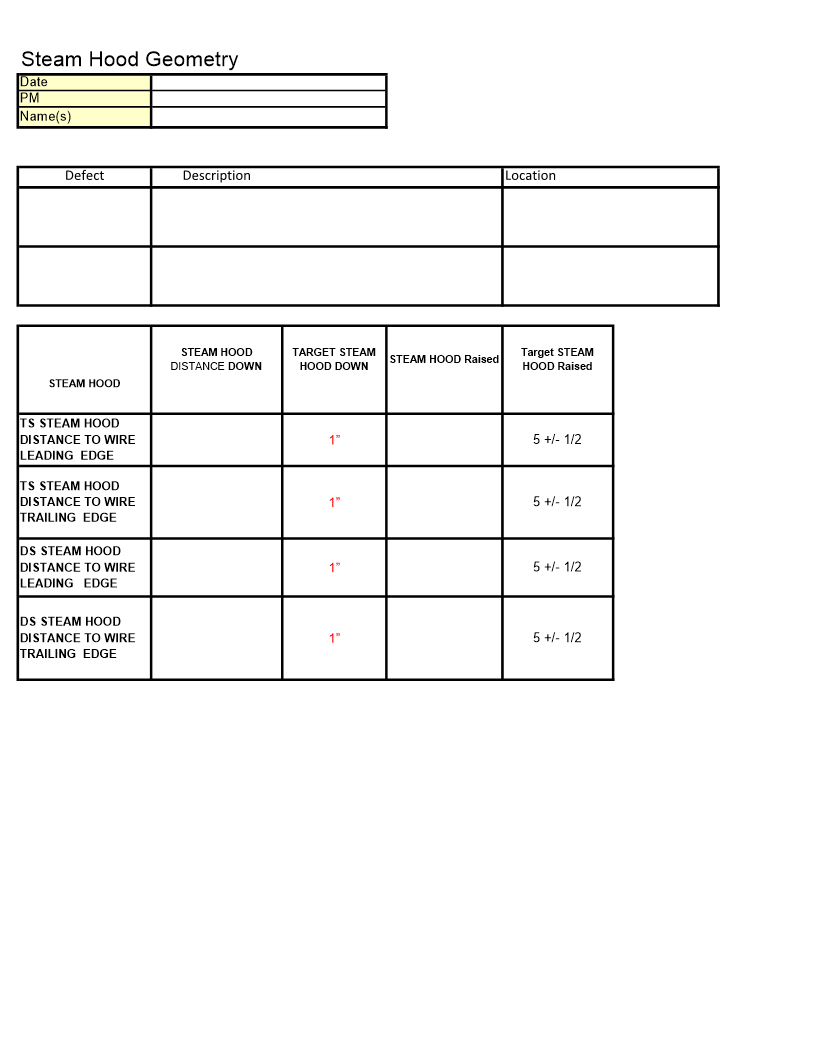 Steam Hood Geometry
Date
PM
Name(s)
Defect Description Location
STEAM HOOD
STEAM HOOD
DISTANCE DOWN
TARGET STEAM
HOOD DOWN
STEAM HOOD Raised
Target STEAM
HOOD Raised
TS STEAM HOOD
DISTANCE TO WIRE
LEADING EDGE
1”
5 +/- 1/2
TS STEAM HOOD
DISTANCE TO WIRE
TRAILING EDGE
1”
5 +/- 1/2
DS STEAM HOOD
DISTANCE TO WIRE
LEADING EDGE
1”
5 +/- 1/2
DS STEAM HOOD
DISTANCE TO WIRE
TRAILING EDGE
1”
5 +/- 1/2